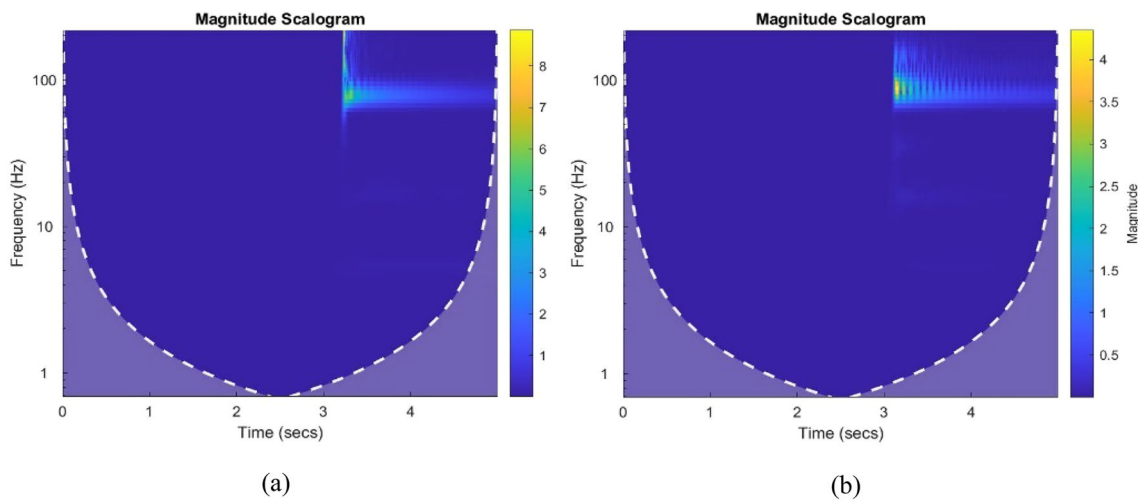 Magnitude Scalogram
100
10
1
Frequency (Hz)
0 1 2 3 4
Time (secs)
8
7
6
5
4
3
2
1
(a)
Magnitude Scalogram
100
10
1
Frequency (Hz)
0 1 2 3 4
Time (secs)
4
3.5
3
2.5
2
1.5
1
0.5
Magnitude
(b)